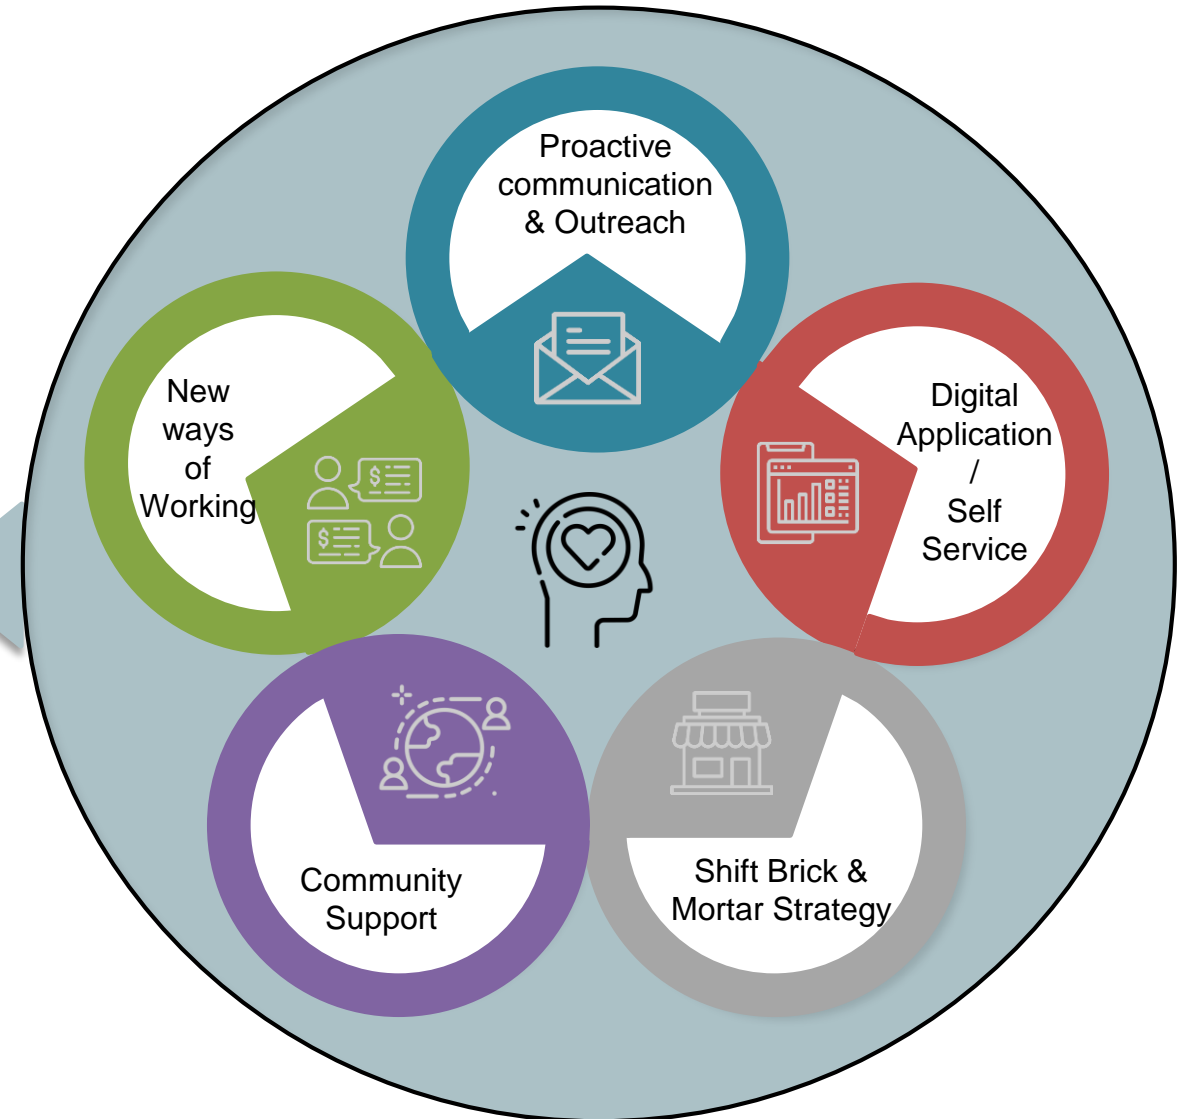 Proactive
communication
& Outreach
New
ways
of
Working
Digital
Application
/
Self
Service
$
$
Community
Support
Shift Brick &
Mortar Strategy